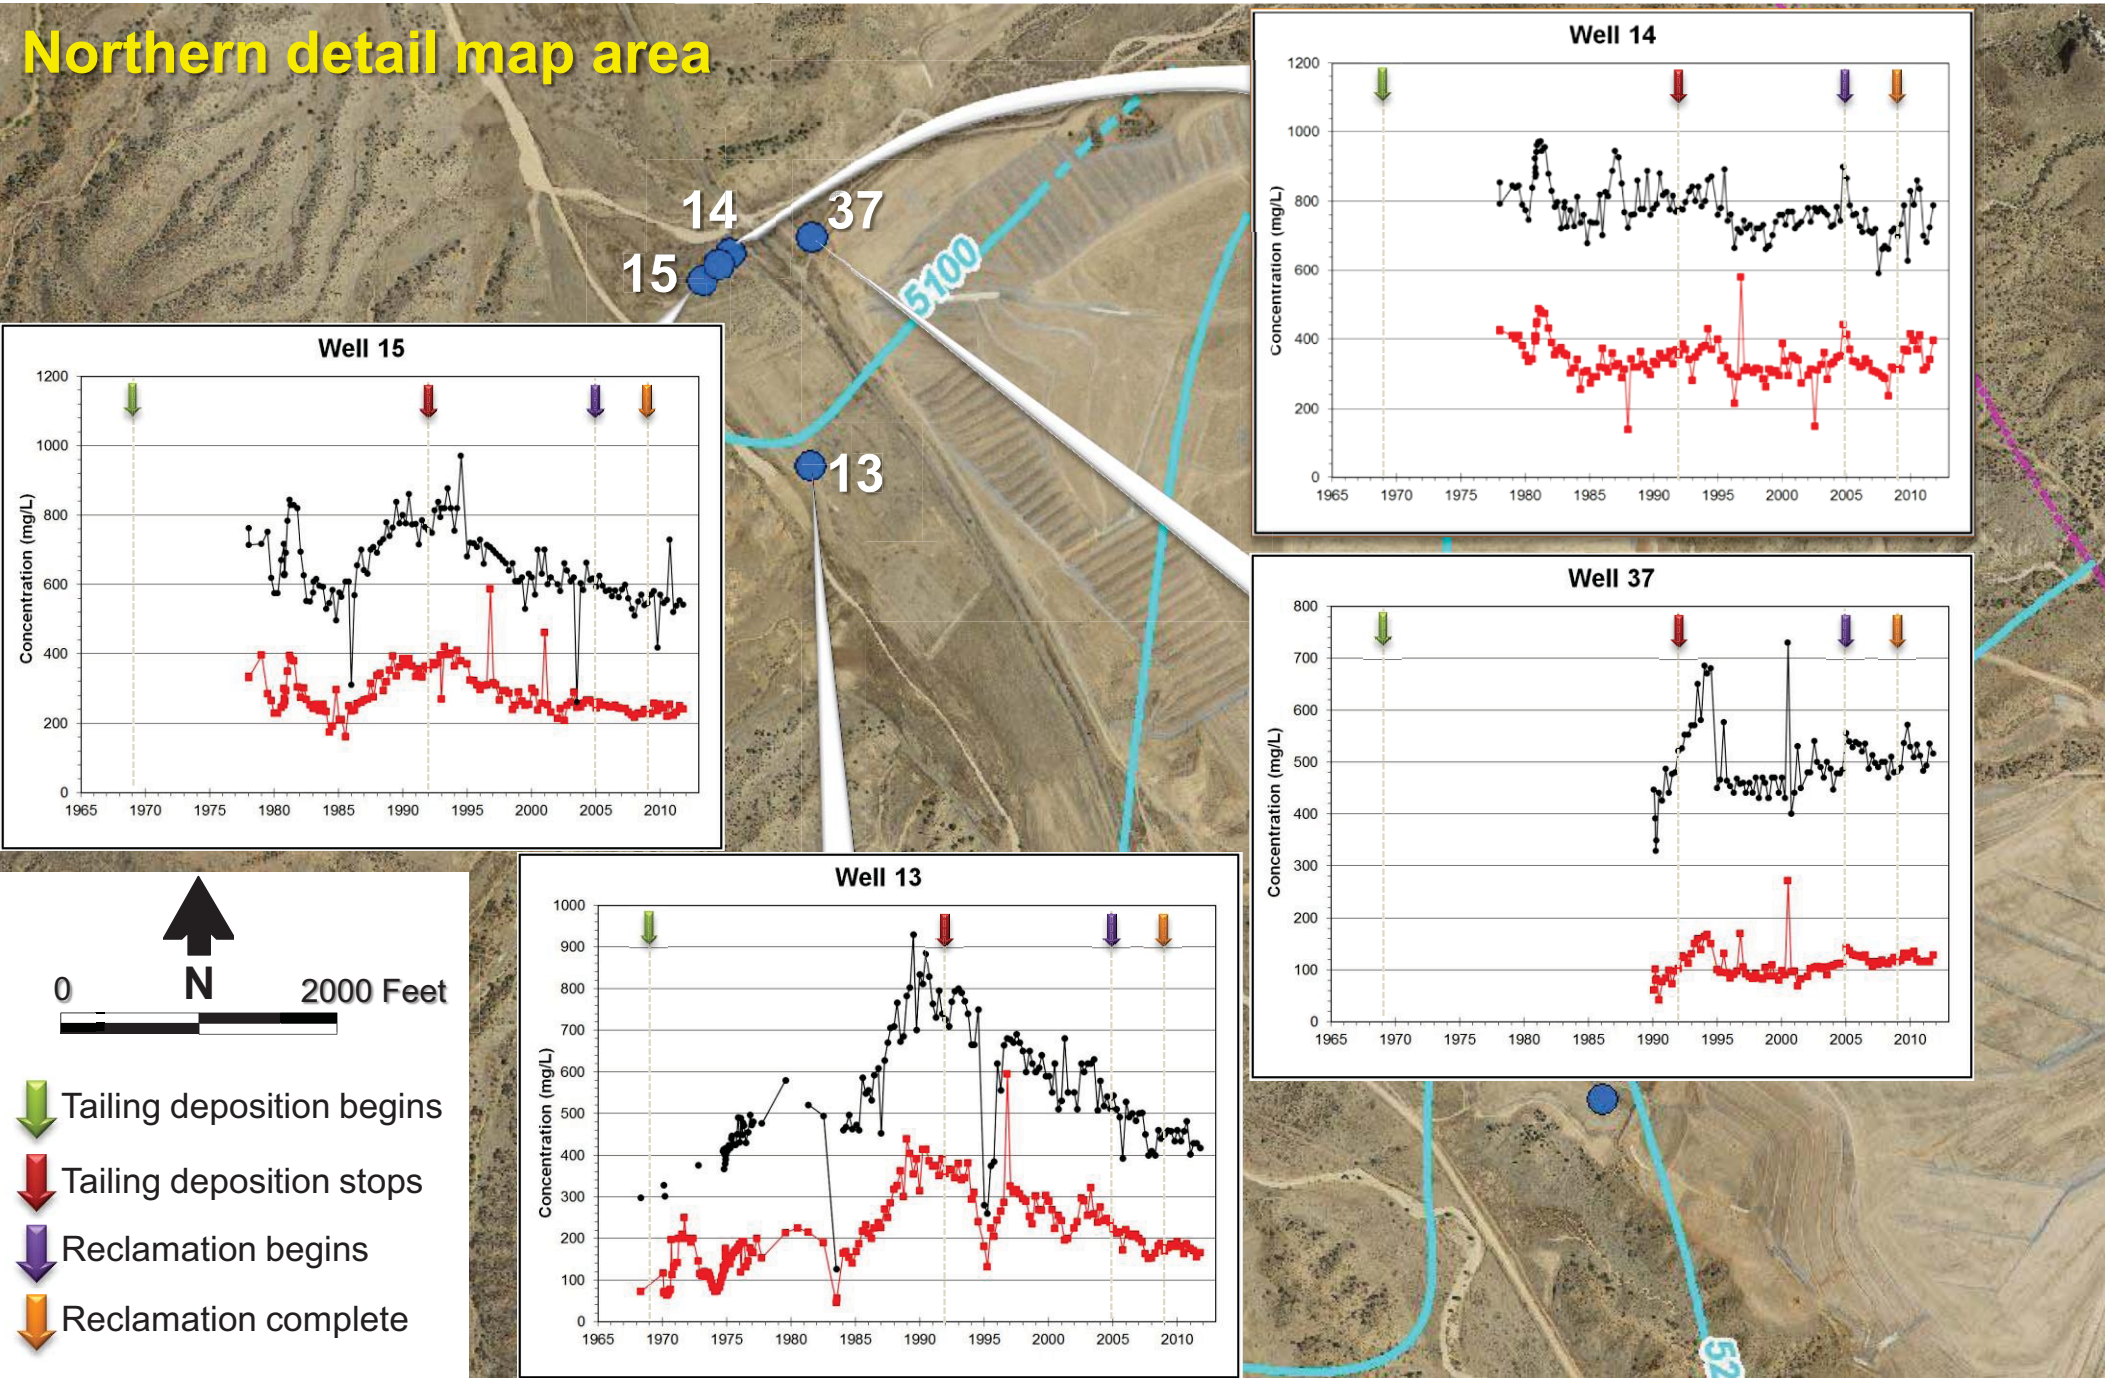 Northern detail map area
14
37
15
5100
13
52
Well 14
Concentration (mg/L)
1200
1000
800
600
400
200
0
1965 1970 1975 1980 1985 1990 1995 2000 2005 2010
Well 15
Concentration (mg/L)
1200
1000
800
600
400
200
0
1965 1970 1975 1980 1985 1990 1995 2000 2005 2010
Well 37
Concentration (mg/L)
800
700
600
500
400
300
200
100
0
1965 1970 1975 1980 1985 1990 1995 2000 2005 2010
Well 13
Concentration (mg/L)
1000
900
800
700
600
500
400
300
200
100
0
1965 1970 1975 1980 1985 1990 1995 2000 2005 2010
N
0 2000 Feet
Tailing deposition begins
Tailing deposition stops
Reclamation begins
Reclamation complete